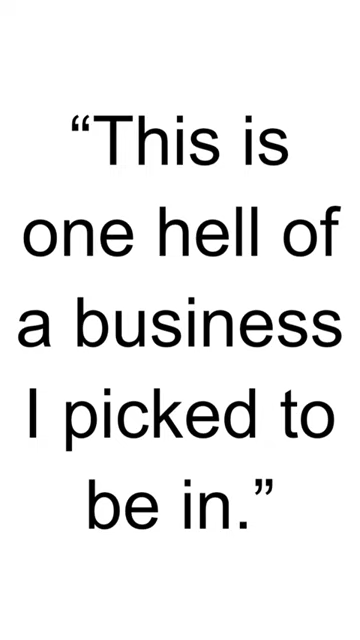 “This is
one hell of
a business
I picked to
be in.”